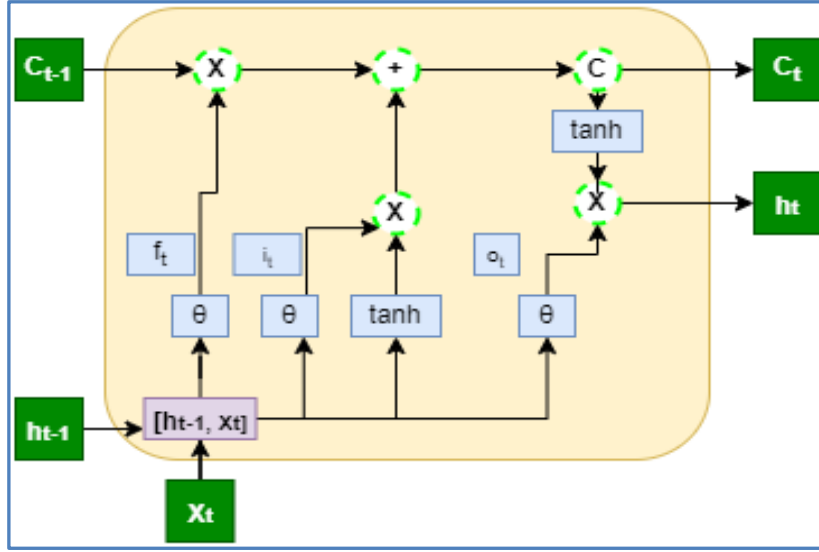 Ct-1 X + C Ct
tanh
X X ht
ft it ot
θ θ tanh θ
ht-1 [ht-1, xt]
Xt